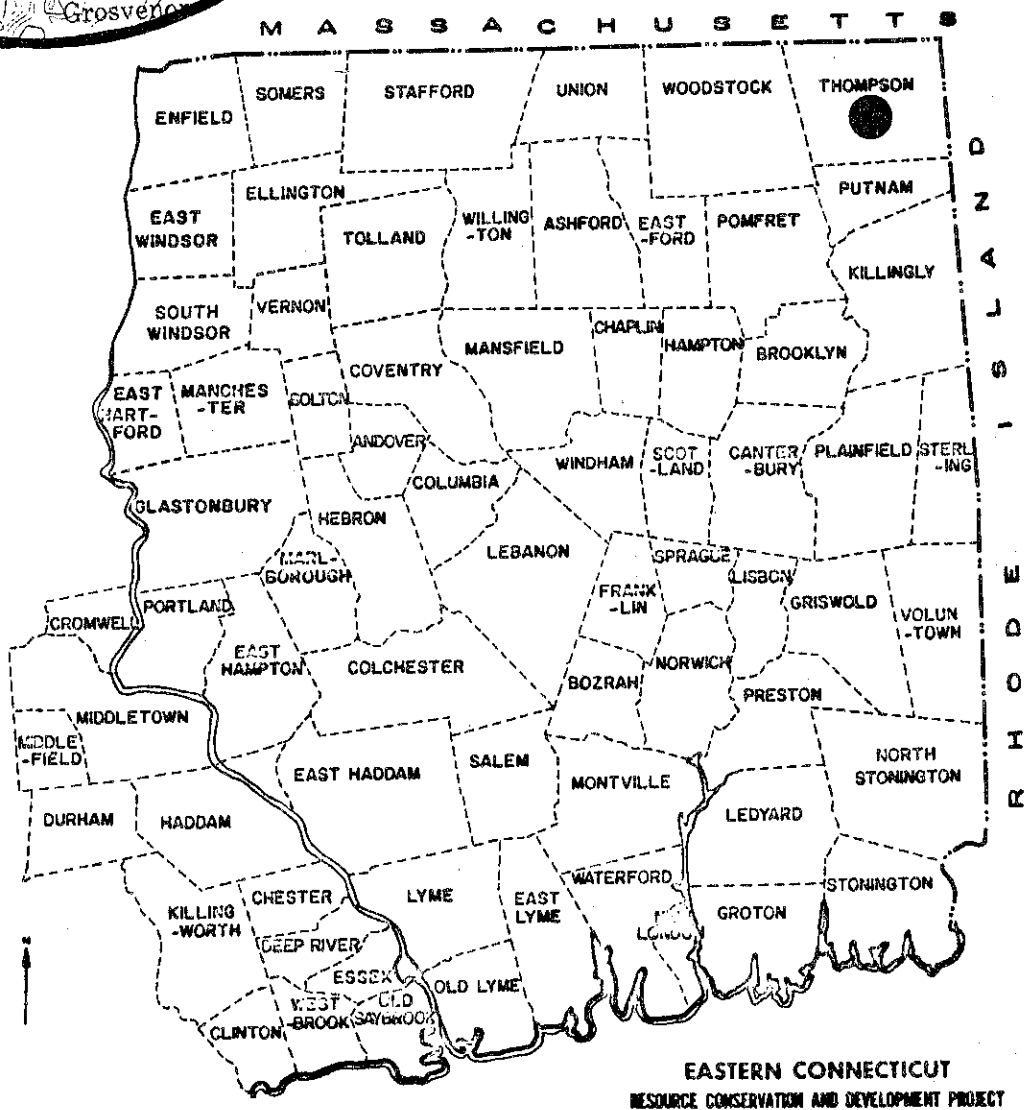 Grosvenor
MASSACHUSETTS
ENFIELD
SOMERS
STAFFORD
UNION
WOODSTOCK
THOMPSON
EAST
WINDSOR
ELLINGTON
TOLLAND
WILLING
-TON
ASHFORD
EAST
-FORD
POMFRET
PUTNAM
KILLINGLY
SOUTH
WINDSOR
VERNON
COVENTRY
MANSFIELD
CHAPLIN
HAMPTON
BROOKLYN
EAST
HART-
FORD
MANCHES
-TER
BOLTON
ANDOVER
COLUMBIA
WINDHAM
SCOT
-LAND
CANTER
-BURY
PLAINFIELD
STERL
-ING
GLASTONBURY
HEBRON
MARL-
BOROUGH
LEBANON
FRANK
-LIN
SPRAGUE
LISBON
GRISWOLD
VOLUN
-TOWN
CROMWELL
PORTLAND
EAST
HAMPTON
COLCHESTER
BOZRAH
NORWICH
PRESTON
MIDDLETOWN
MIDDLE
-FIELD
EAST HADDAM
SALEM
MONTVILLE
LEDYARD
NORTH
STONINGTON
DURHAM
HADDAM
KILLING
-WORTH
CHESTER
DEEP RIVER
ESSEX
LYME
EAST
LYME
WATERFORD
LONDON
GROTON
STONINGTON
CLINTON
WEST
-BROOK
OLD
SAYBROOK
OLD LYME
RHODE ISLAND
N
EASTERN CONNECTICUT
RESOURCE CONSERVATION AND DEVELOPMENT PROJECT